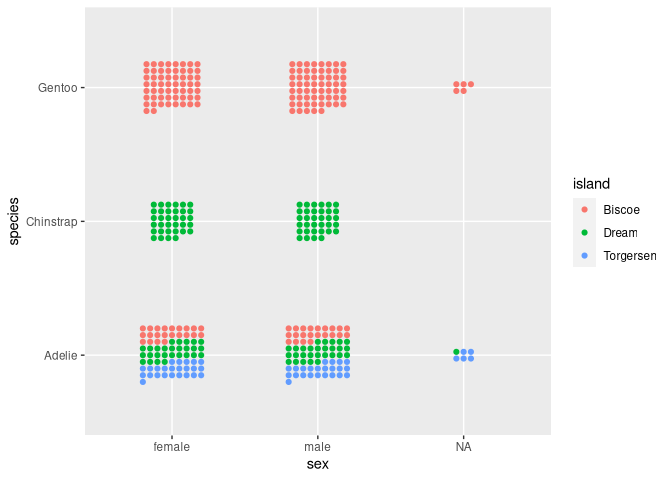 Gentoo
Chinstrap
Adelie
species
female male NA
sex
island
Biscoe
Dream
Torgersen